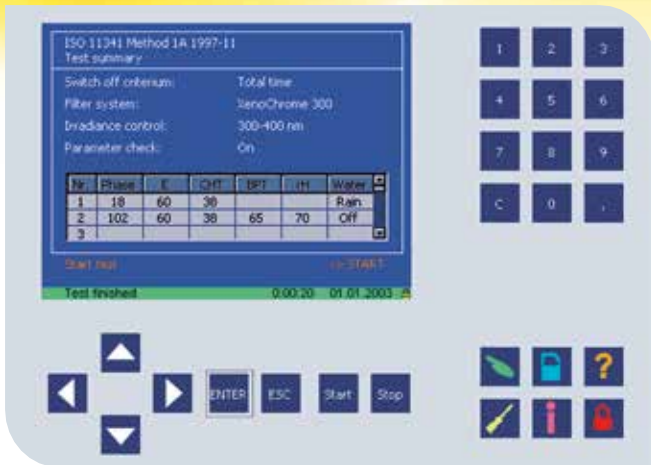 ISO 11341 Method 1A 1997-11
Test summary
Switch off criterium: Total time
Filter system: XenoChrome 300
Irradiance control: 300-400 nm
Parameter check: On
Nr. Phase E CHT BPT rH Water
1 18 60 38 Rain
2 102 60 38 65 70 Off
3
Start test => START
Test finished 0:00:20 01.01.2003
1 2 3
4 5 6
7 8 9
C 0 .
ENTER ESC Start Stop
?
i